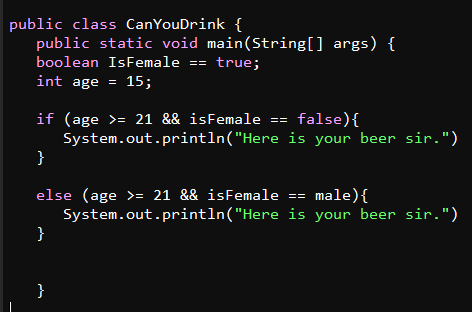 public class CanYouDrink {
public static void main(String[] args) {
boolean IsFemale == true;
int age = 15;
if (age >= 21 && isFemale == false){
System.out.println("Here is your beer sir.")
}
else (age >= 21 && isFemale == male){
System.out.println("Here is your beer sir.")
}
}